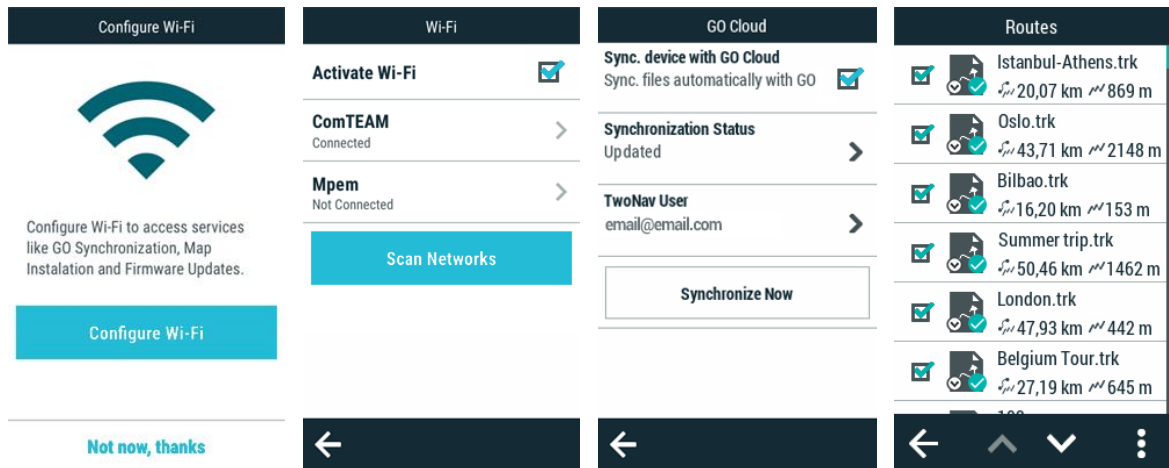 Configure Wi-Fi
Configure Wi-Fi to access services
like GO Synchronization, Map
Instalation and Firmware Updates.
Configure Wi-Fi
Not now, thanks
Wi-Fi
Activate Wi-Fi
ComTEAM
Connected
Mpem
Not Connected
Scan Networks
GO Cloud
Sync. device with GO Cloud
Sync. files automatically with GO
Synchronization Status
Updated
TwoNav User
email@email.com
Synchronize Now
Routes
Istanbul-Athens.trk
20,07 km 869 m
Oslo.trk
43,71 km 2148 m
Bilbao.trk
16,20 km 153 m
Summer trip.trk
50,46 km 1462 m
London.trk
47,93 km 442 m
Belgium Tour.trk
27,19 km 645 m